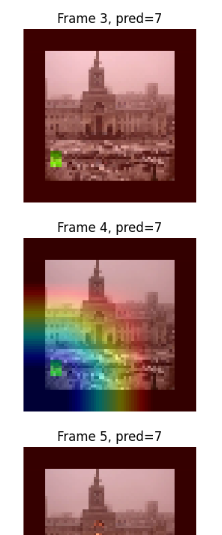 Frame 3, pred=7
Frame 4, pred=7
Frame 5, pred=7